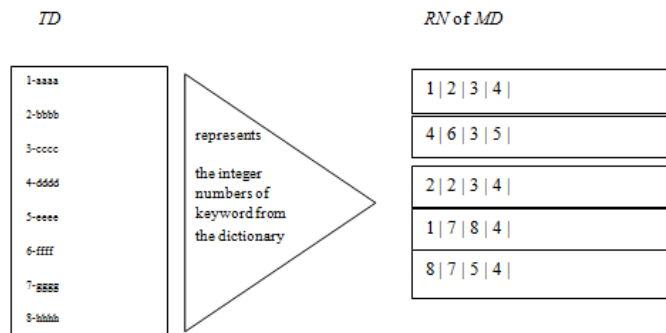 TD
RN of MD
1-aaaa
2-bbbb
3-cccc
4-dddd
5-eeee
6-ffff
7-gggg
8-hhhh
represents
the integer
numbers of
keyword from
the dictionary
1 | 2 | 3 | 4 |
4 | 6 | 3 | 5 |
2 | 2 | 3 | 4 |
1 | 7 | 8 | 4 |
8 | 7 | 5 | 4 |